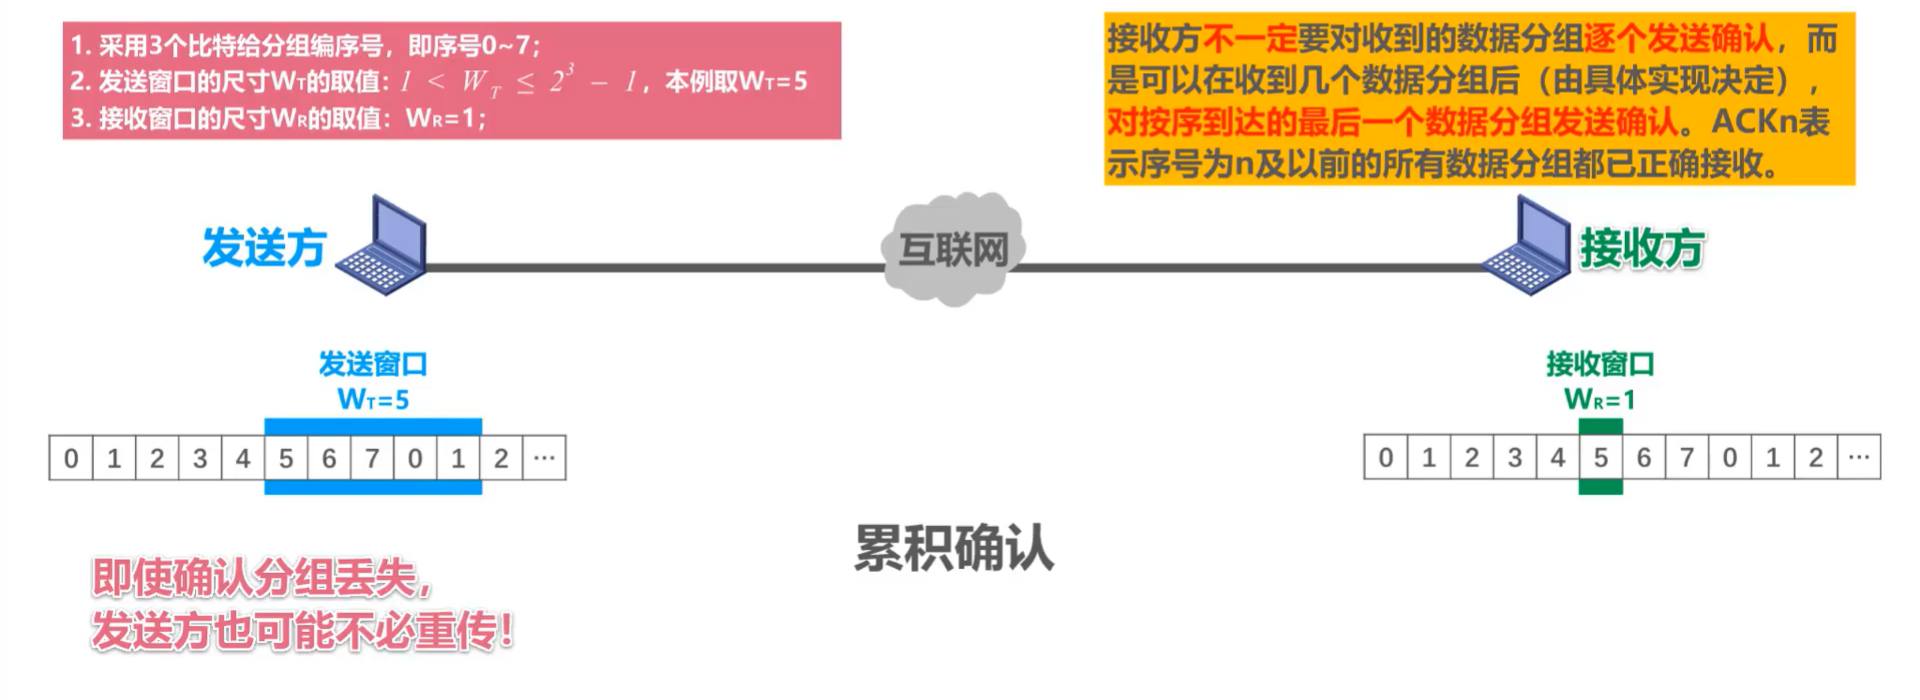 1. 采用3个比特给分组编序号，即序号0~7；
2. 发送窗口的尺寸WT的取值：1 < W T ≤ 2³ − 1，本例取WT=5
3. 接收窗口的尺寸WR的取值：WR=1；
接收方不一定要对收到的数据分组逐个发送确认，而
是可以在收到几个数据分组后（由具体实现决定），
对按序到达的最后一个数据分组发送确认。ACKn表
示序号为n及以前的所有数据分组都已正确接收。
发送方
互联网
接收方
发送窗口
WT=5
接收窗口
WR=1
0 1 2 3 4 5 6 7 0 1 2 …
0 1 2 3 4 5 6 7 0 1 2 …
累积确认
即使确认分组丢失，
发送方也可能不必重传！